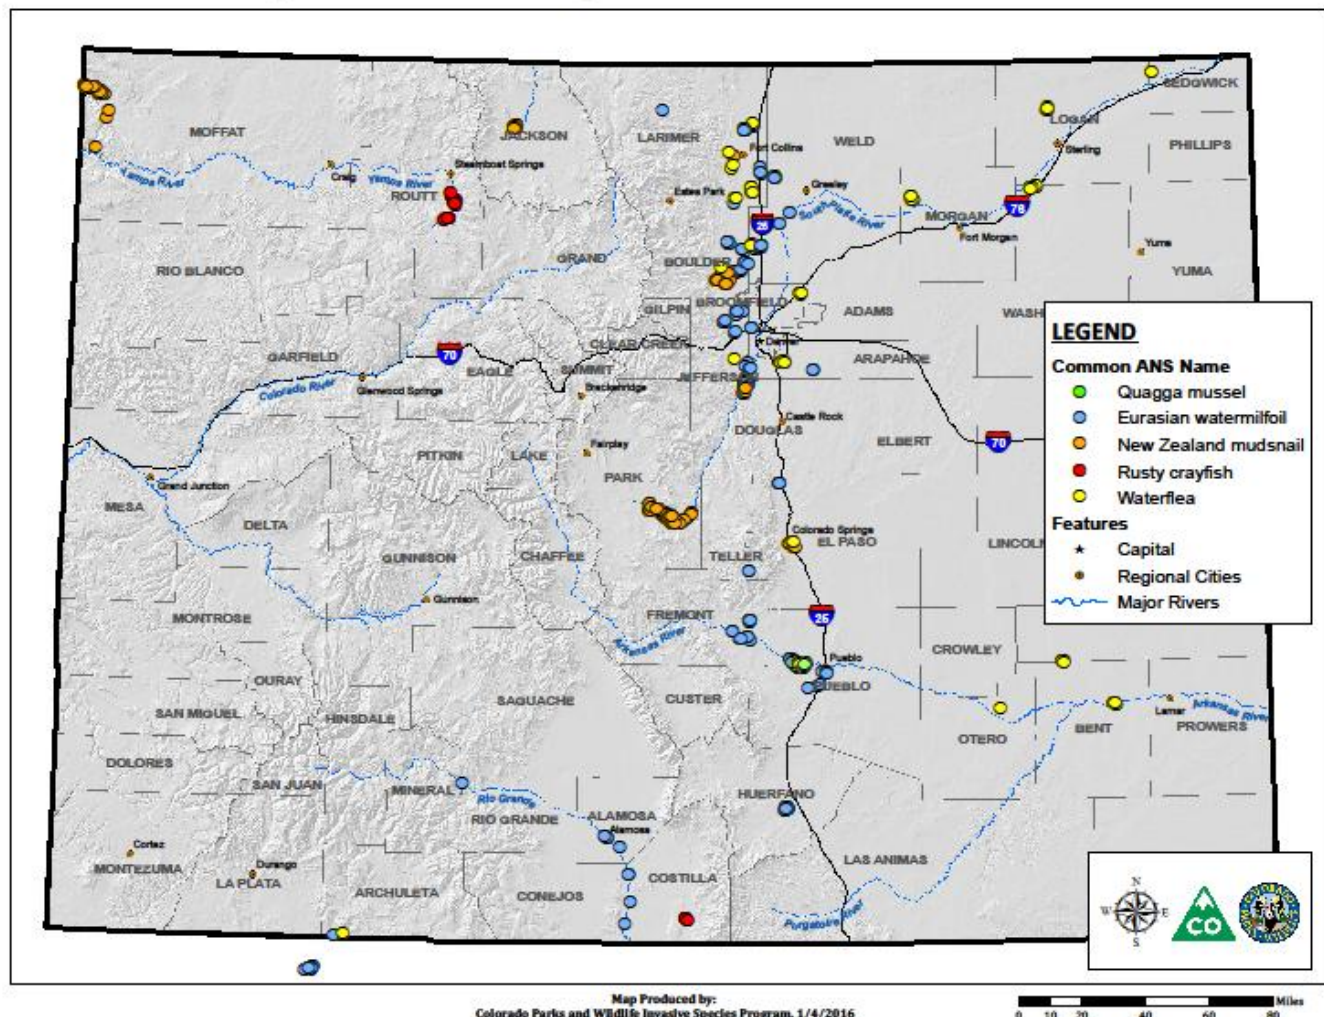 SEDGWICK
LOGAN
MOFFAT
JACKSON
LARIMER
WELD
PHILLIPS
Fort Collins
Sterling
Steamboat Springs
Craig
Yampa River
Yampa River
ROUTT
Estes Park
Greeley
South Platte River
76
MORGAN
Fort Morgan
25
Yuma
YUMA
RIO BLANCO
GRAND
BOULDER
BROOMFIELD
GILPIN
ADAMS
WASH
CLEAR CREEK
Denver
ARAPAHOE
GARFIELD
70
EAGLE
SUMMIT
JEFFERSON
Glenwood Springs
Colorado River
Breckenridge
Castle Rock
DOUGLAS
ELBERT
70
Fairplay
PITKIN
LAKE
PARK
Grand Junction
MESA
DELTA
GUNNISON
CHAFFEE
TELLER
Colorado Springs
EL PASO
LINCOLN
Gunnison
MONTROSE
FREMONT
25
Arkansas River
CROWLEY
Pueblo
PUEBLO
OURAY
SAN MIGUEL
HINSDALE
SAGUACHE
CUSTER
Lamar
Arkansas River
OTERO
BENT
PROWERS
DOLORES
SAN JUAN
MINERAL
Rio Grande
RIO GRANDE
ALAMOSA
Alamosa
HUERFANO
Cortez
MONTEZUMA
Durango
LA PLATA
ARCHULETA
CONEJOS
COSTILLA
LAS ANIMAS
Purgatoire River
LEGEND
Common ANS Name
Quagga mussel
Eurasian watermilfoil
New Zealand mudsnail
Rusty crayfish
Waterflea
Features
Capital
Regional Cities
Major Rivers
N
W
E
S
CO
Map Produced by:
Colorado Parks and Wildlife Invasive Species Program, 1/4/2016
Miles
0 10 20 40 60 80